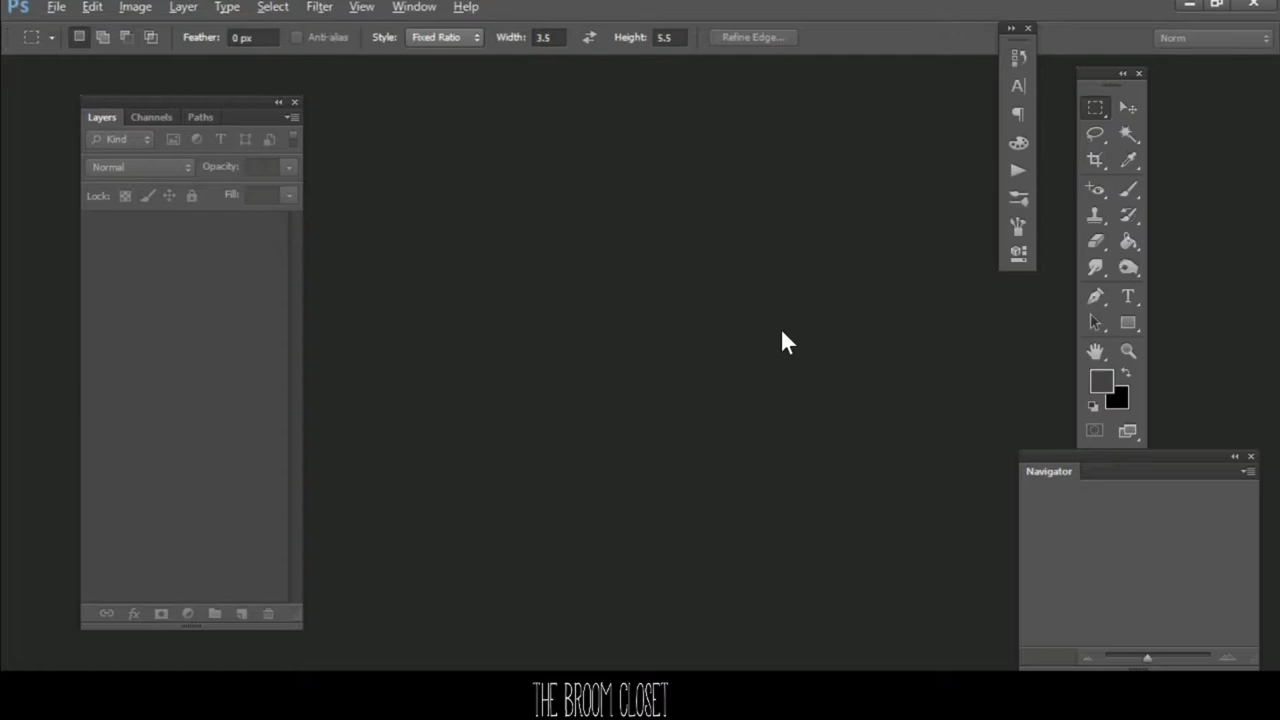 Ps File Edit Image Layer Type Select Filter View Window Help
Feather: 0 px Anti-alias Style: Fixed Ratio Width: 3.5 Height: 5.5 Refine Edge... Norm
Layers Channels Paths
Kind
Normal Opacity:
Lock: Fill:
Navigator
THE BROOM CLOSET